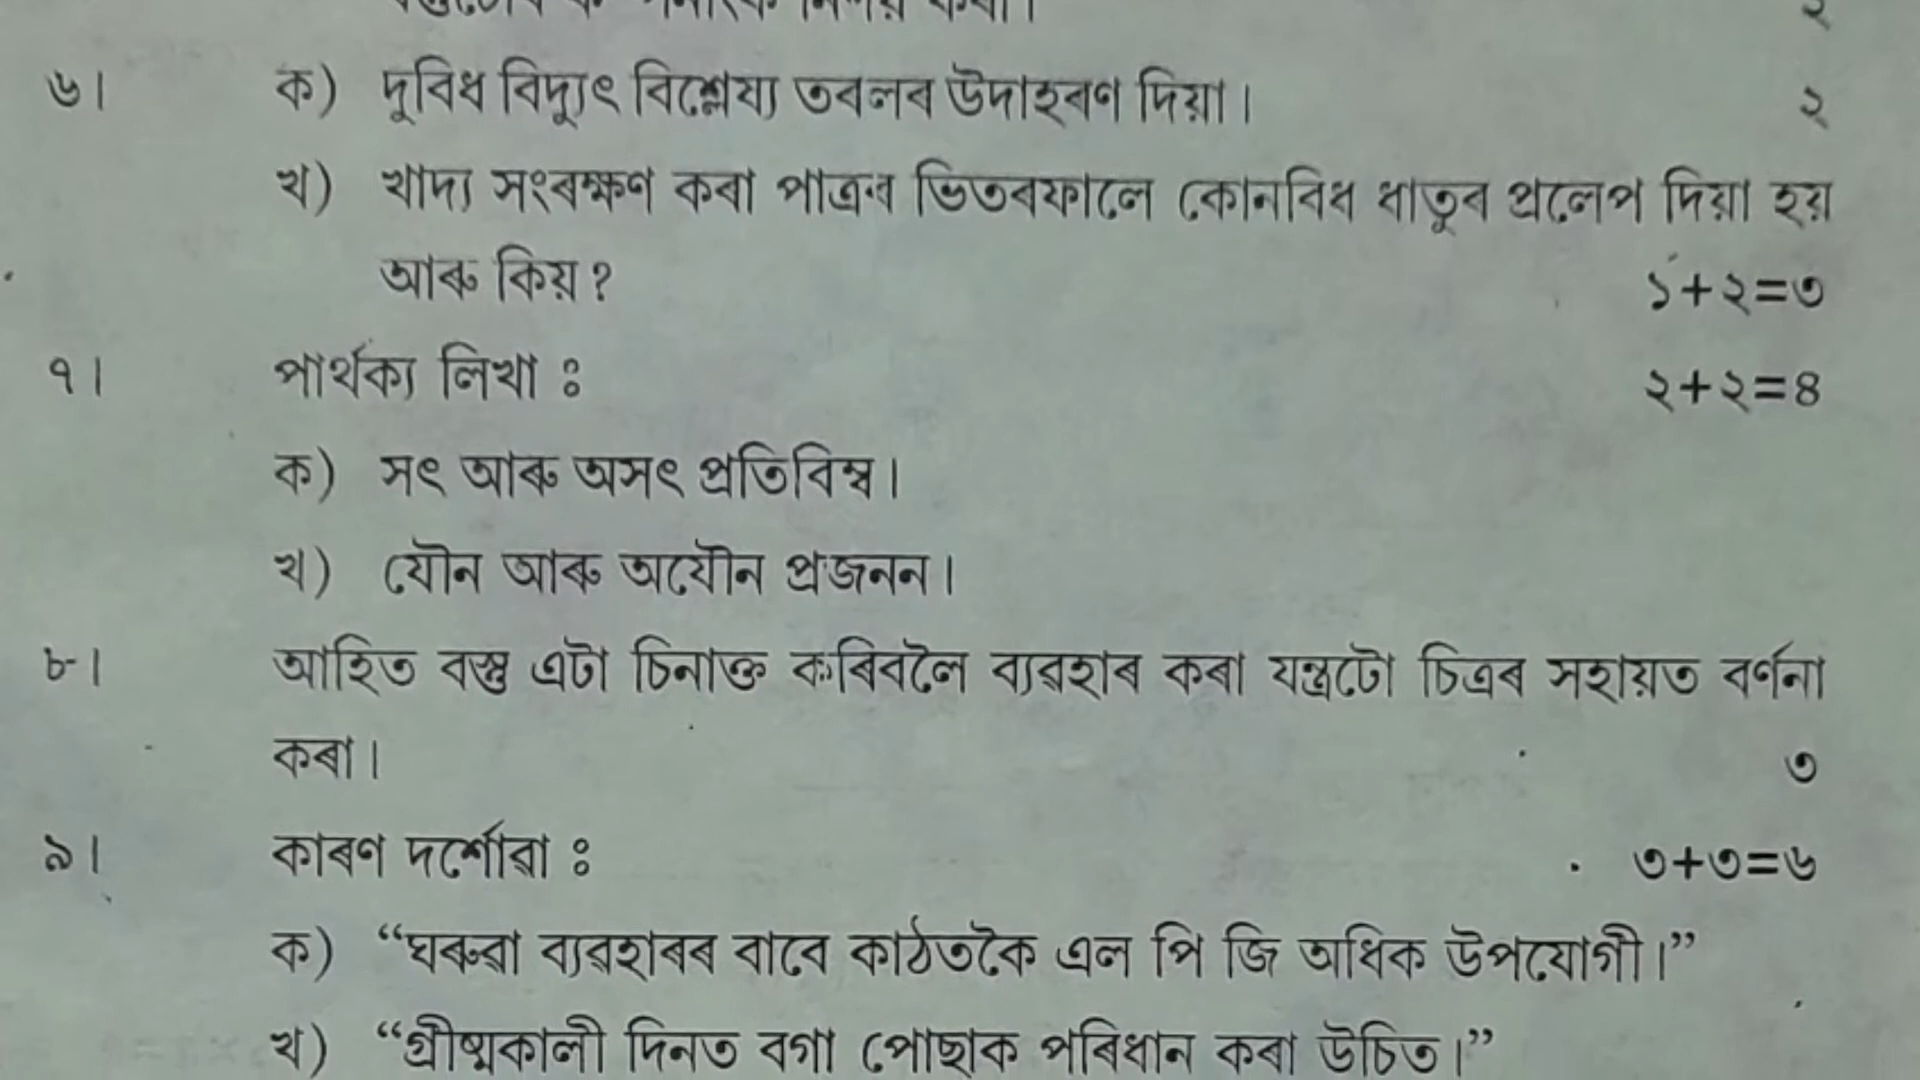 ২
৬। ক) দুবিধ বিদ্যুৎ বিশ্লেষ্য তৰলৰ উদাহৰণ দিয়া। ২
খ) খাদ্য সংৰক্ষণ কৰা পাত্ৰৰ ভিতৰফালে কোনবিধ ধাতুৰ প্ৰলেপ দিয়া হয়
আৰু কিয়? ১+২=৩
৭। পাৰ্থক্য লিখা ঃ ২+২=৪
ক) সৎ আৰু অসৎ প্ৰতিবিম্ব।
খ) যৌন আৰু অযৌন প্ৰজনন।
৮। আহিত বস্তু এটা চিনাক্ত কৰিবলৈ ব্যৱহাৰ কৰা যন্ত্ৰটো চিত্ৰৰ সহায়ত বৰ্ণনা
কৰা। ৩
৯। কাৰণ দৰ্শোৱা ঃ ৩+৩=৬
ক) “ঘৰুৱা ব্যৱহাৰৰ বাবে কাঠতকৈ এল পি জি অধিক উপযোগী।”
খ) “গ্ৰীষ্মকালী দিনত বগা পোছাক পৰিধান কৰা উচিত।”